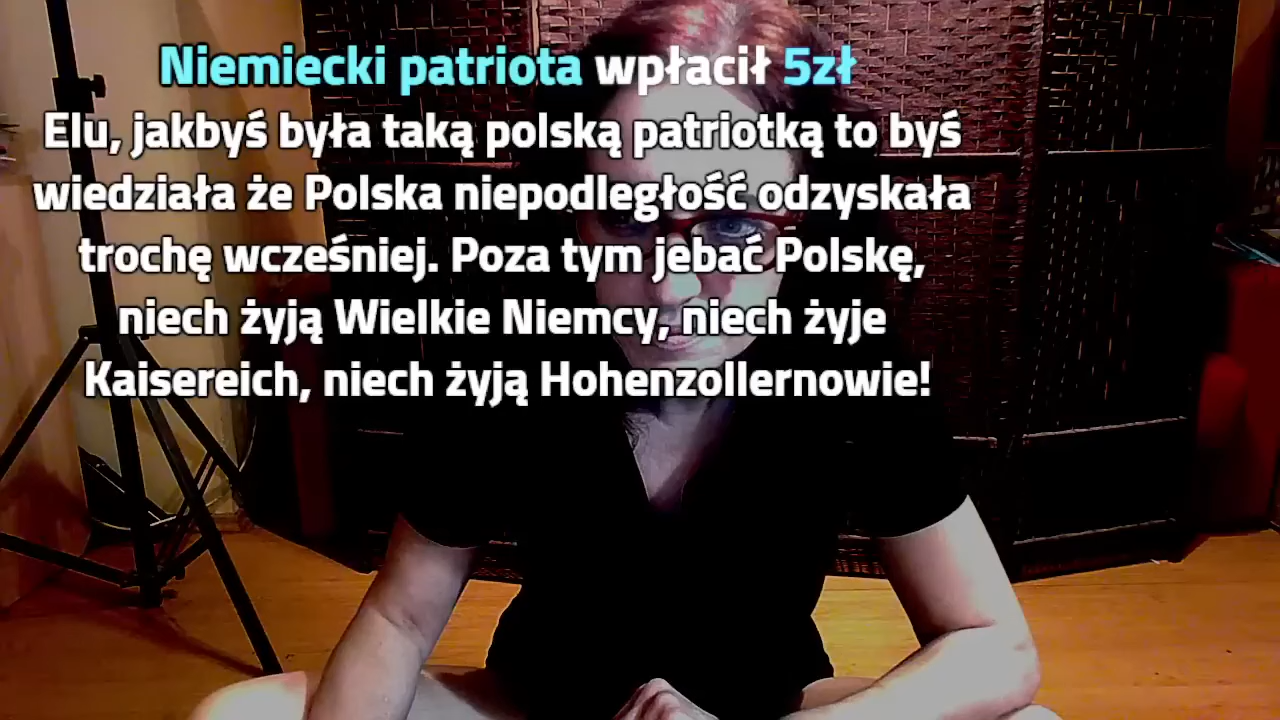 Niemiecki patriota wpłacił 5zł
Elu, jakbyś była taką polską patriotką to byś
wiedziała że Polska niepodległość odzyskała
trochę wcześniej. Poza tym jebać Polskę,
niech żyją Wielkie Niemcy, niech żyje
Kaisereich, niech żyją Hohenzollernowie!